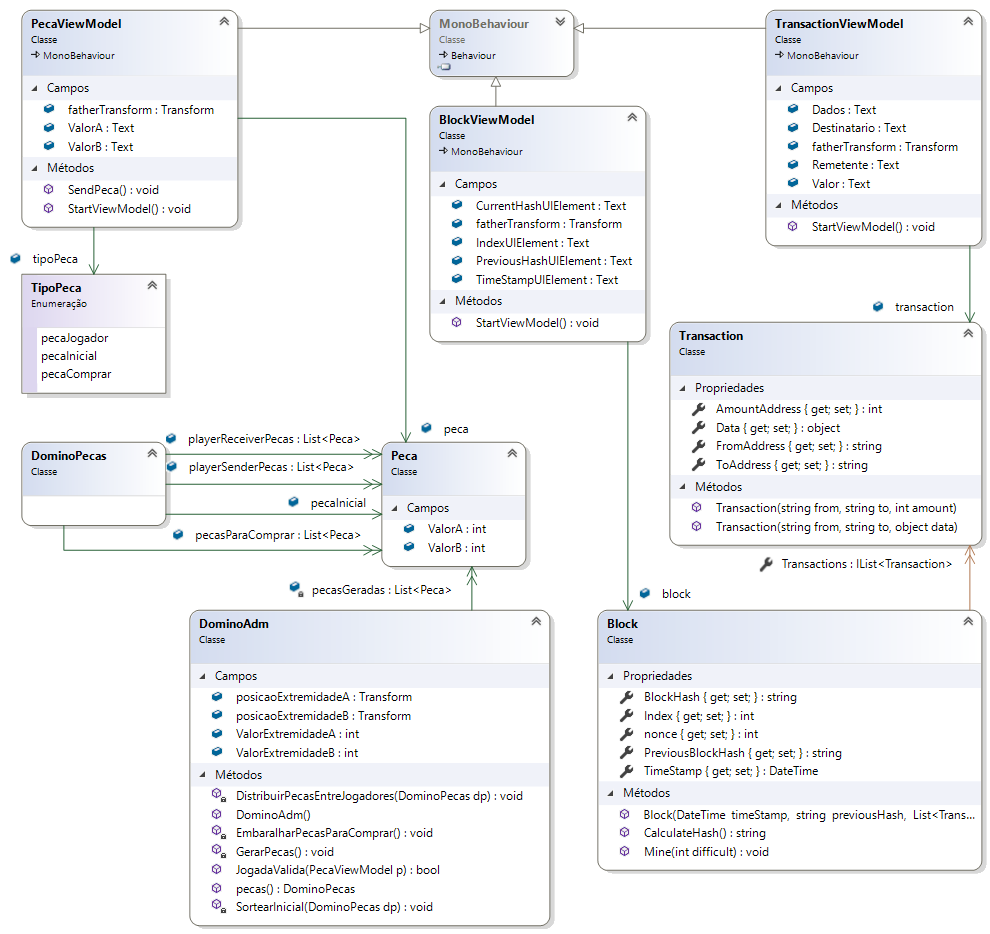 PecaViewModel
Classe
MonoBehaviour
Campos
fatherTransform : Transform
ValorA : Text
ValorB : Text
Métodos
SendPeca() : void
StartViewModel() : void
MonoBehaviour
Classe
Behaviour
TransactionViewModel
Classe
MonoBehaviour
Campos
Dados : Text
Destinatario : Text
fatherTransform : Transform
Remetente : Text
Valor : Text
Métodos
StartViewModel() : void
BlockViewModel
Classe
MonoBehaviour
Campos
CurrentHashUIElement : Text
fatherTransform : Transform
IndexUIElement : Text
PreviousHashUIElement : Text
TimeStampUIElement : Text
Métodos
StartViewModel() : void
tipoPeca
TipoPeca
Enumeração
pecaJogador
pecaInicial
pecaComprar
transaction
Transaction
Classe
Propriedades
AmountAddress { get; set; } : int
Data { get; set; } : object
FromAddress { get; set; } : string
ToAddress { get; set; } : string
Métodos
Transaction(string from, string to, int amount)
Transaction(string from, string to, object data)
peca
DominoPecas
Classe
playerReceiverPecas : List<Peca>
playerSenderPecas : List<Peca>
pecaInicial
pecasParaComprar : List<Peca>
Peca
Classe
Campos
ValorA : int
ValorB : int
pecasGeradas : List<Peca>
Transactions : IList<Transaction>
block
DominoAdm
Classe
Campos
posicaoExtremidadeA : Transform
posicaoExtremidadeB : Transform
ValorExtremidadeA : int
ValorExtremidadeB : int
Métodos
DistribuirPecasEntreJogadores(DominoPecas dp) : void
DominoAdm()
EmbaralharPecasParaComprar() : void
GerarPecas() : void
JogadaValida(PecaViewModel p) : bool
pecas() : DominoPecas
SortearInicial(DominoPecas dp) : void
Block
Classe
Propriedades
BlockHash { get; set; } : string
Index { get; set; } : int
nonce { get; set; } : int
PreviousBlockHash { get; set; } : string
TimeStamp { get; set; } : DateTime
Métodos
Block(DateTime timeStamp, string previousHash, List<Trans...
CalculateHash() : string
Mine(int difficult) : void